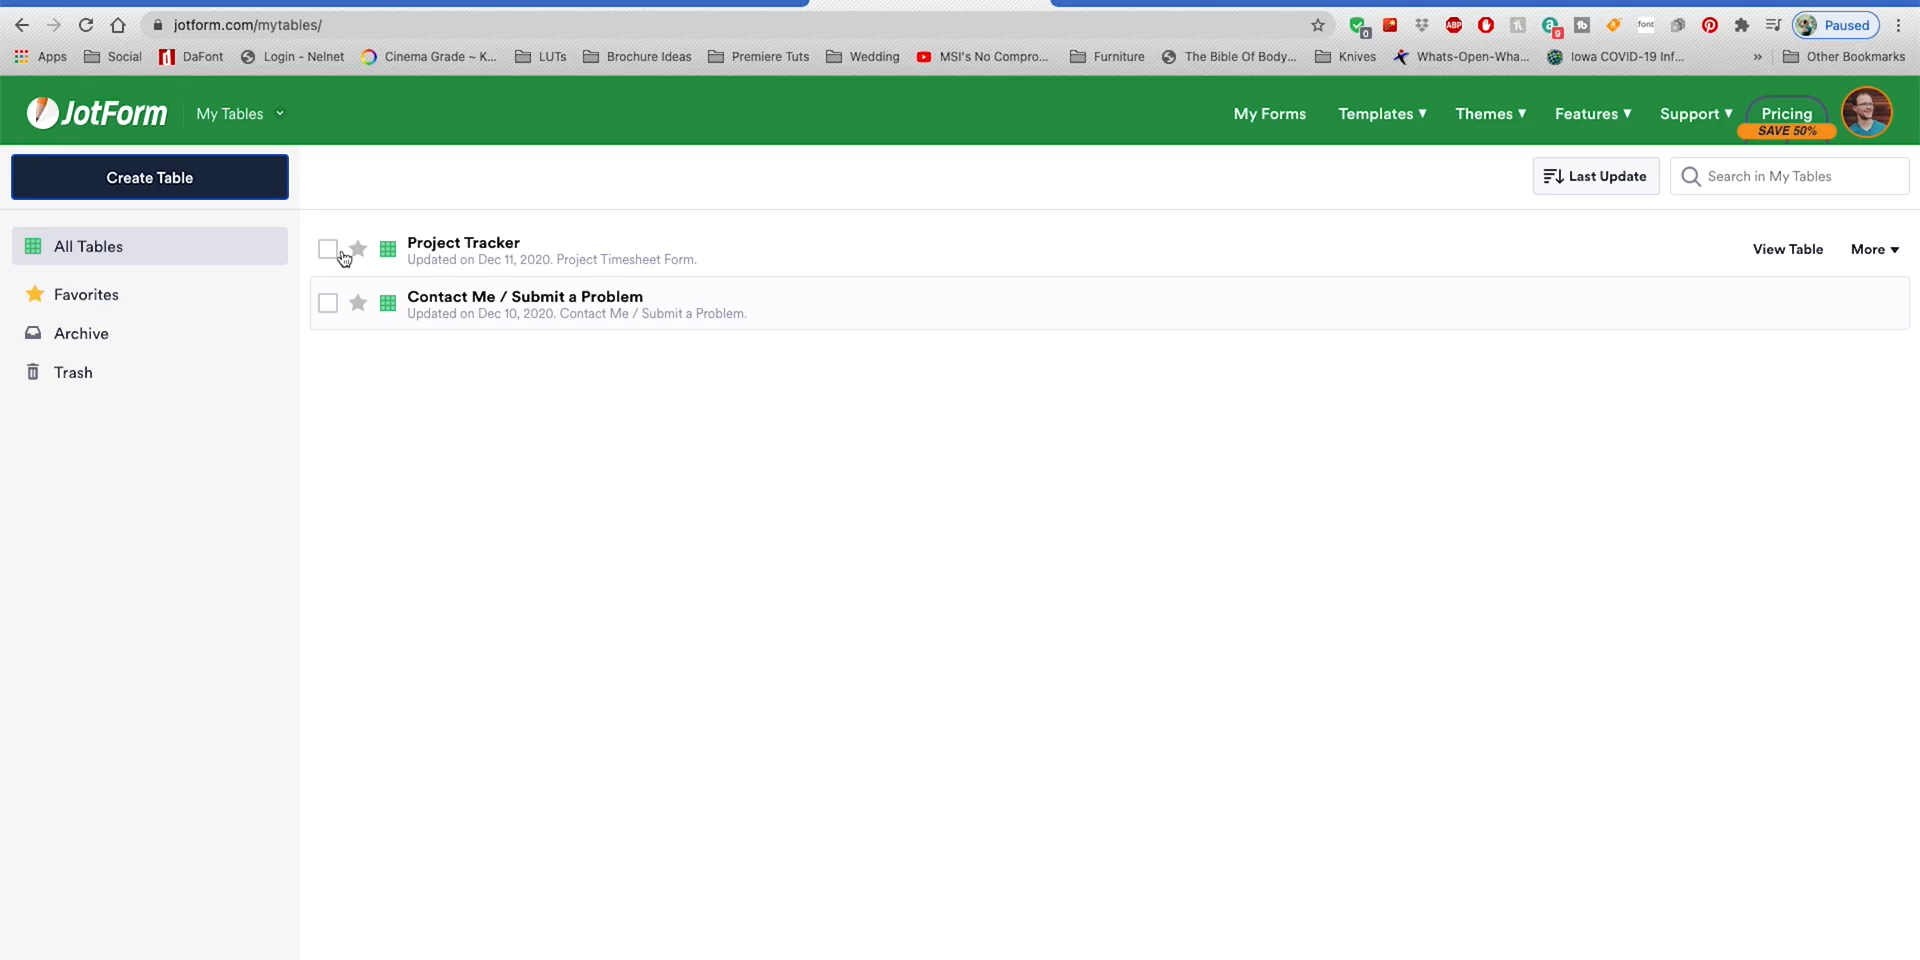 jotform.com/mytables/
0
ABP
9
font
Paused
Apps
Social
DaFont
Login - Nelnet
Cinema Grade ~ K...
LUTs
Brochure Ideas
Premiere Tuts
Wedding
MSI's No Compro...
Furniture
The Bible Of Body...
Knives
Whats-Open-Wha...
Iowa COVID-19 Inf...
»
Other Bookmarks
JotForm
My Tables
My Forms
Templates ▾
Themes ▾
Features ▾
Support ▾
Pricing
SAVE 50%
Create Table
Last Update
Search in My Tables
All Tables
Favorites
Archive
Trash
Project Tracker
Updated on Dec 11, 2020. Project Timesheet Form.
View Table
More ▾
Contact Me / Submit a Problem
Updated on Dec 10, 2020. Contact Me / Submit a Problem.